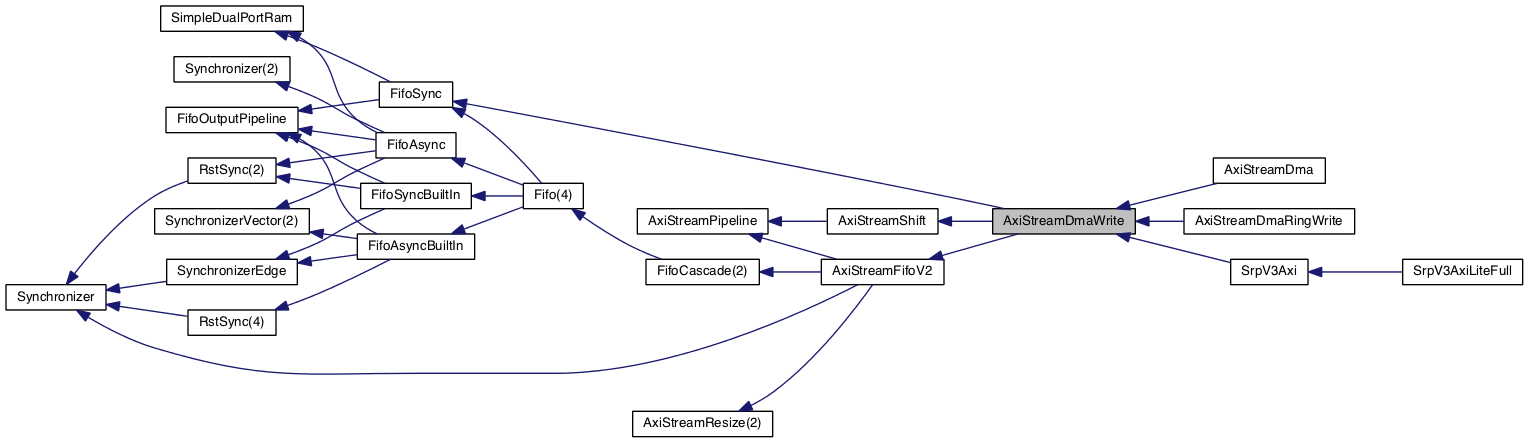 SimpleDualPortRam
Synchronizer(2)
FifoSync
FifoOutputPipeline
FifoAsync
RstSync(2)
AxiStreamDma
FifoSyncBuiltIn
Fifo(4)
SynchronizerVector(2)
AxiStreamPipeline
AxiStreamShift
AxiStreamDmaWrite
AxiStreamDmaRingWrite
FifoAsyncBuiltIn
SynchronizerEdge
FifoCascade(2)
AxiStreamFifoV2
SrpV3Axi
SrpV3AxiLiteFull
Synchronizer
RstSync(4)
AxiStreamResize(2)